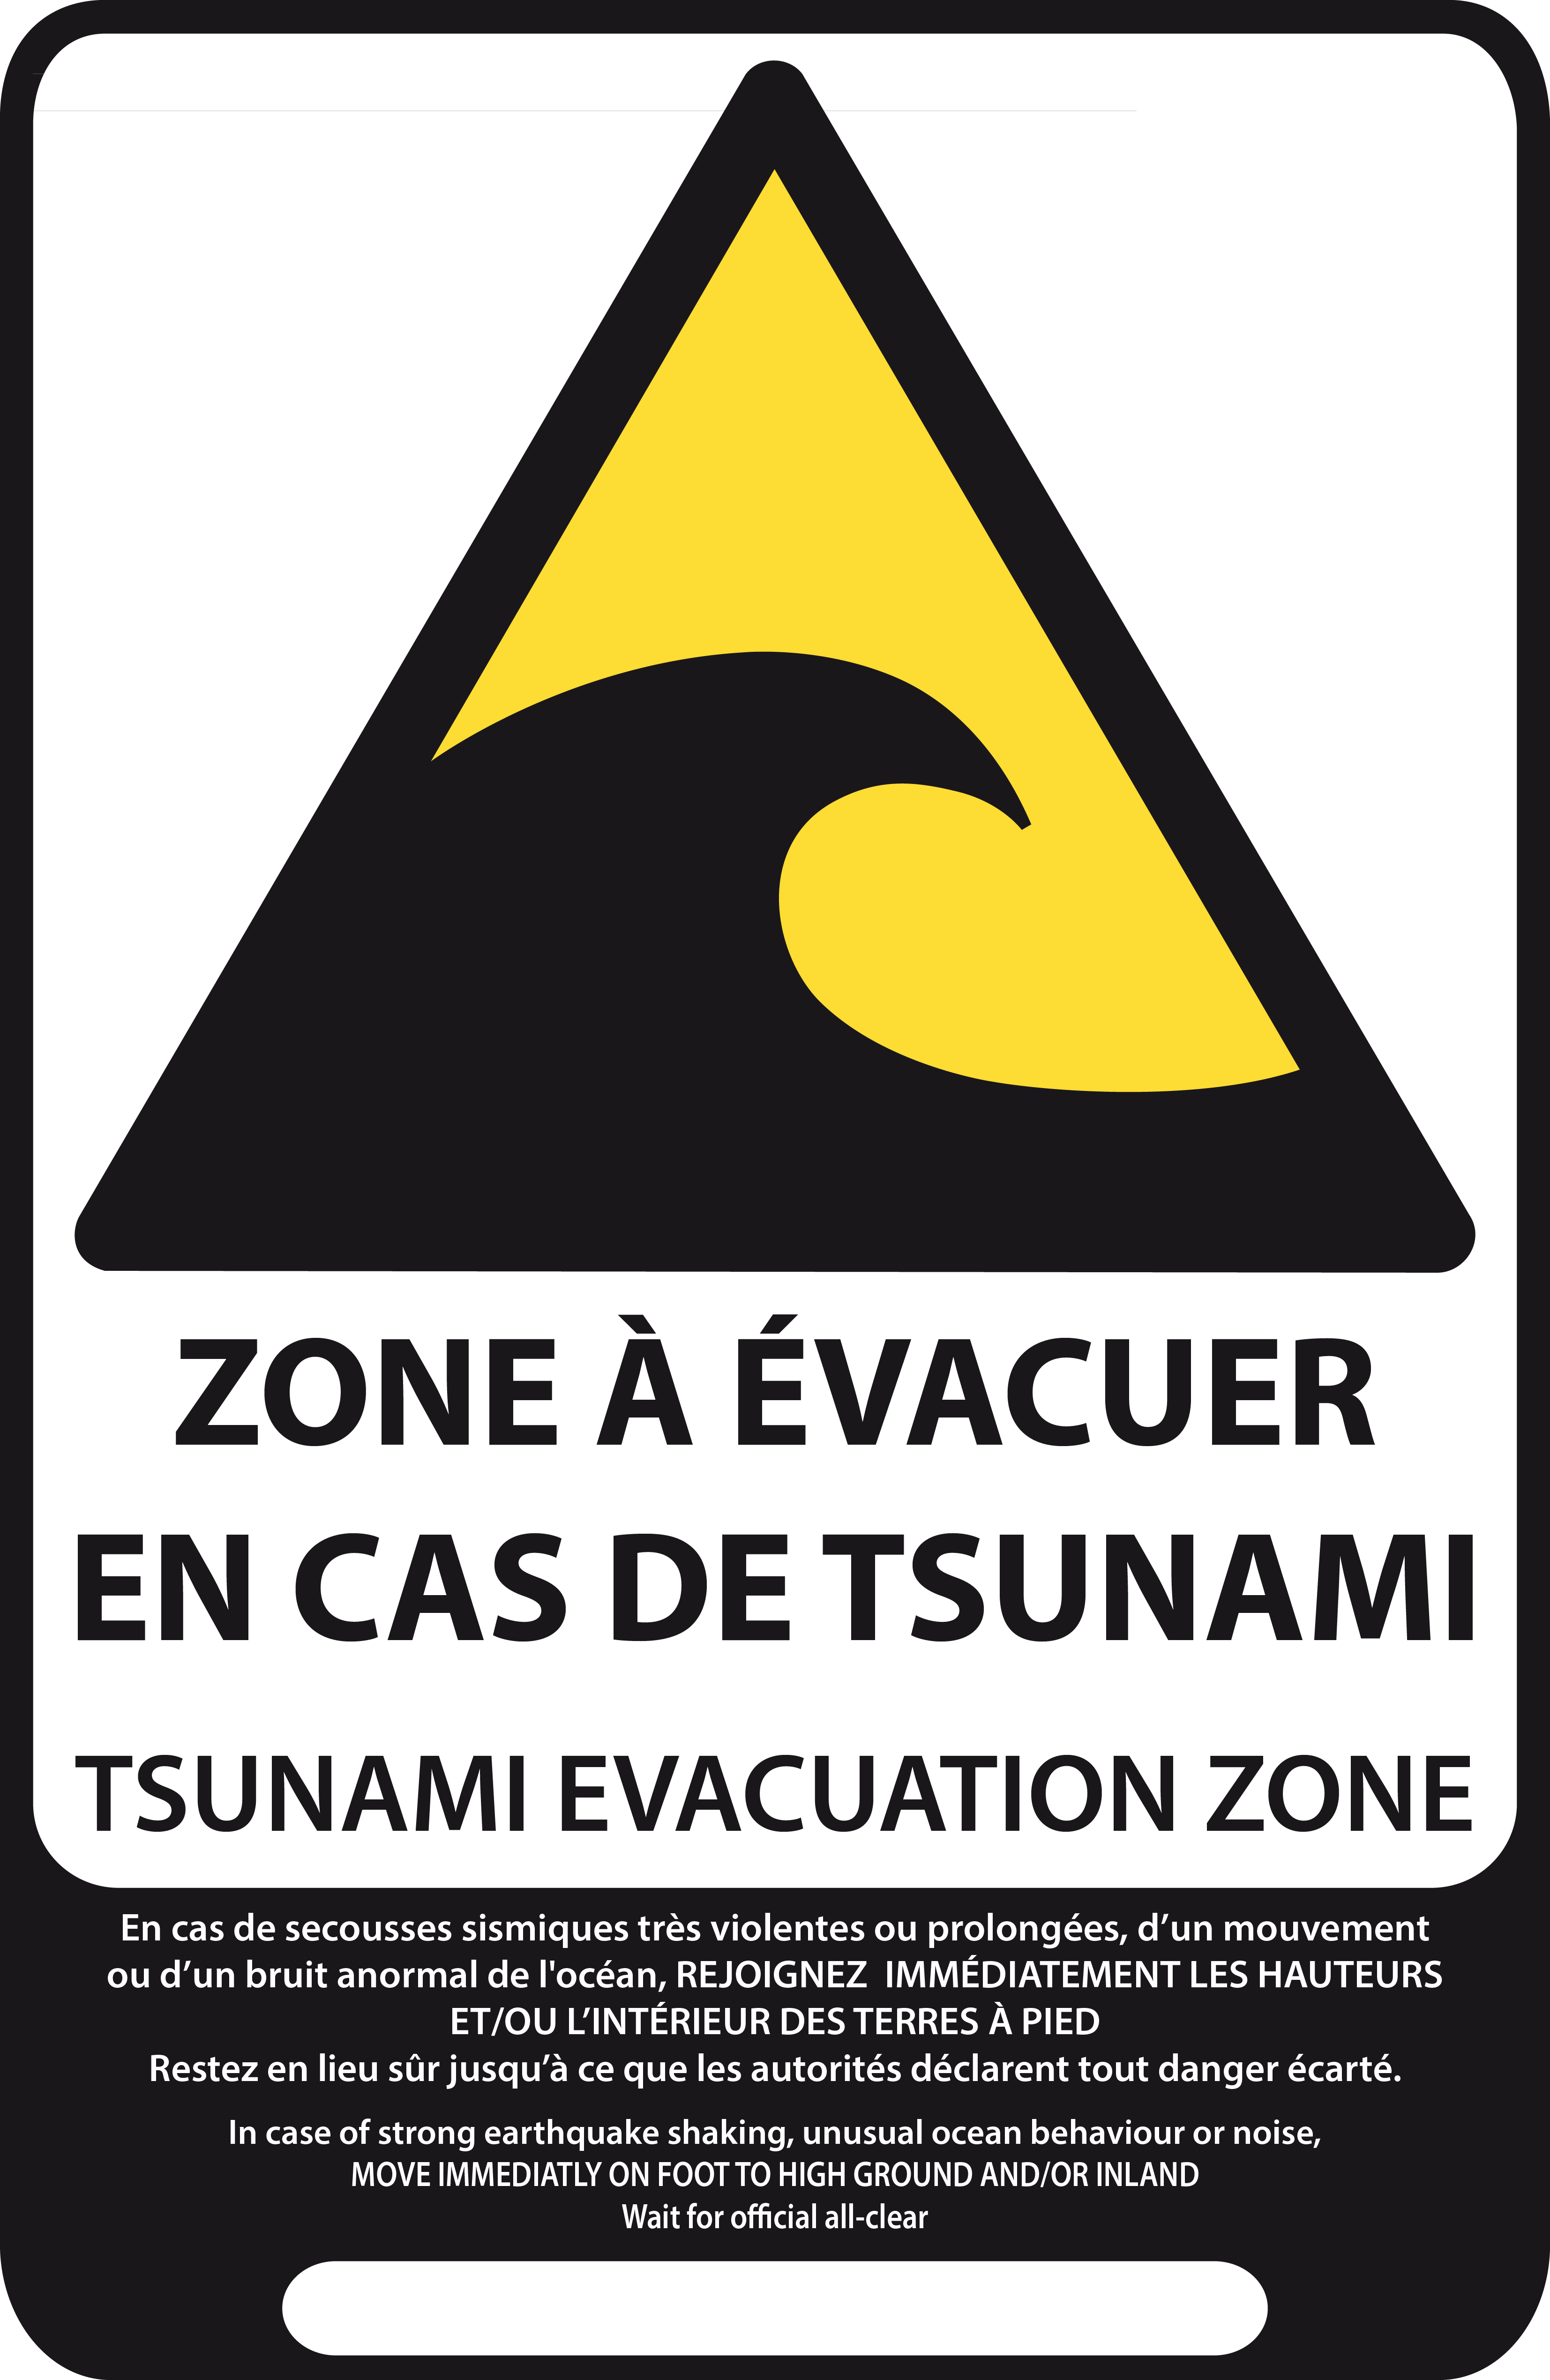 ZONE À ÉVACUER
EN CAS DE TSUNAMI
TSUNAMI EVACUATION ZONE
En cas de secousses sismiques très violentes ou prolongées, d’un mouvement
ou d’un bruit anormal de l'océan, REJOIGNEZ  IMMÉDIATEMENT LES HAUTEURS
ET/OU L’INTÉRIEUR DES TERRES À PIED
Restez en lieu sûr jusqu’à ce que les autorités déclarent tout danger écarté.
In case of strong earthquake shaking, unusual ocean behaviour or noise,
MOVE IMMEDIATLY ON FOOT TO HIGH GROUND AND/OR INLAND
Wait for official all-clear